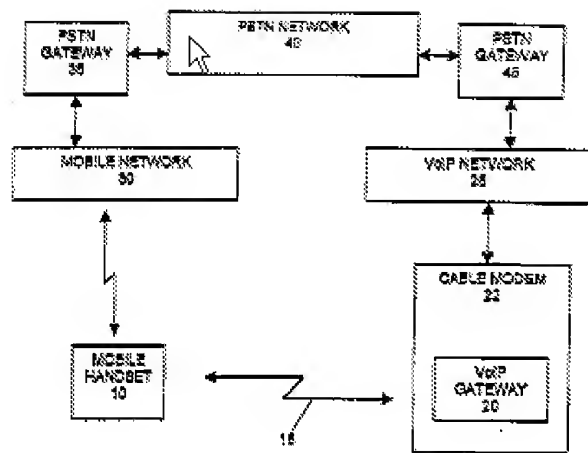 PSTN NETWORK
40
PSTN
GATEWAY
35
PSTN
GATEWAY
45
MOBILE NETWORK
30
VoIP NETWORK
25
CABLE MODEM
22
MOBILE
HANDSET
10
VoIP
GATEWAY
20
15